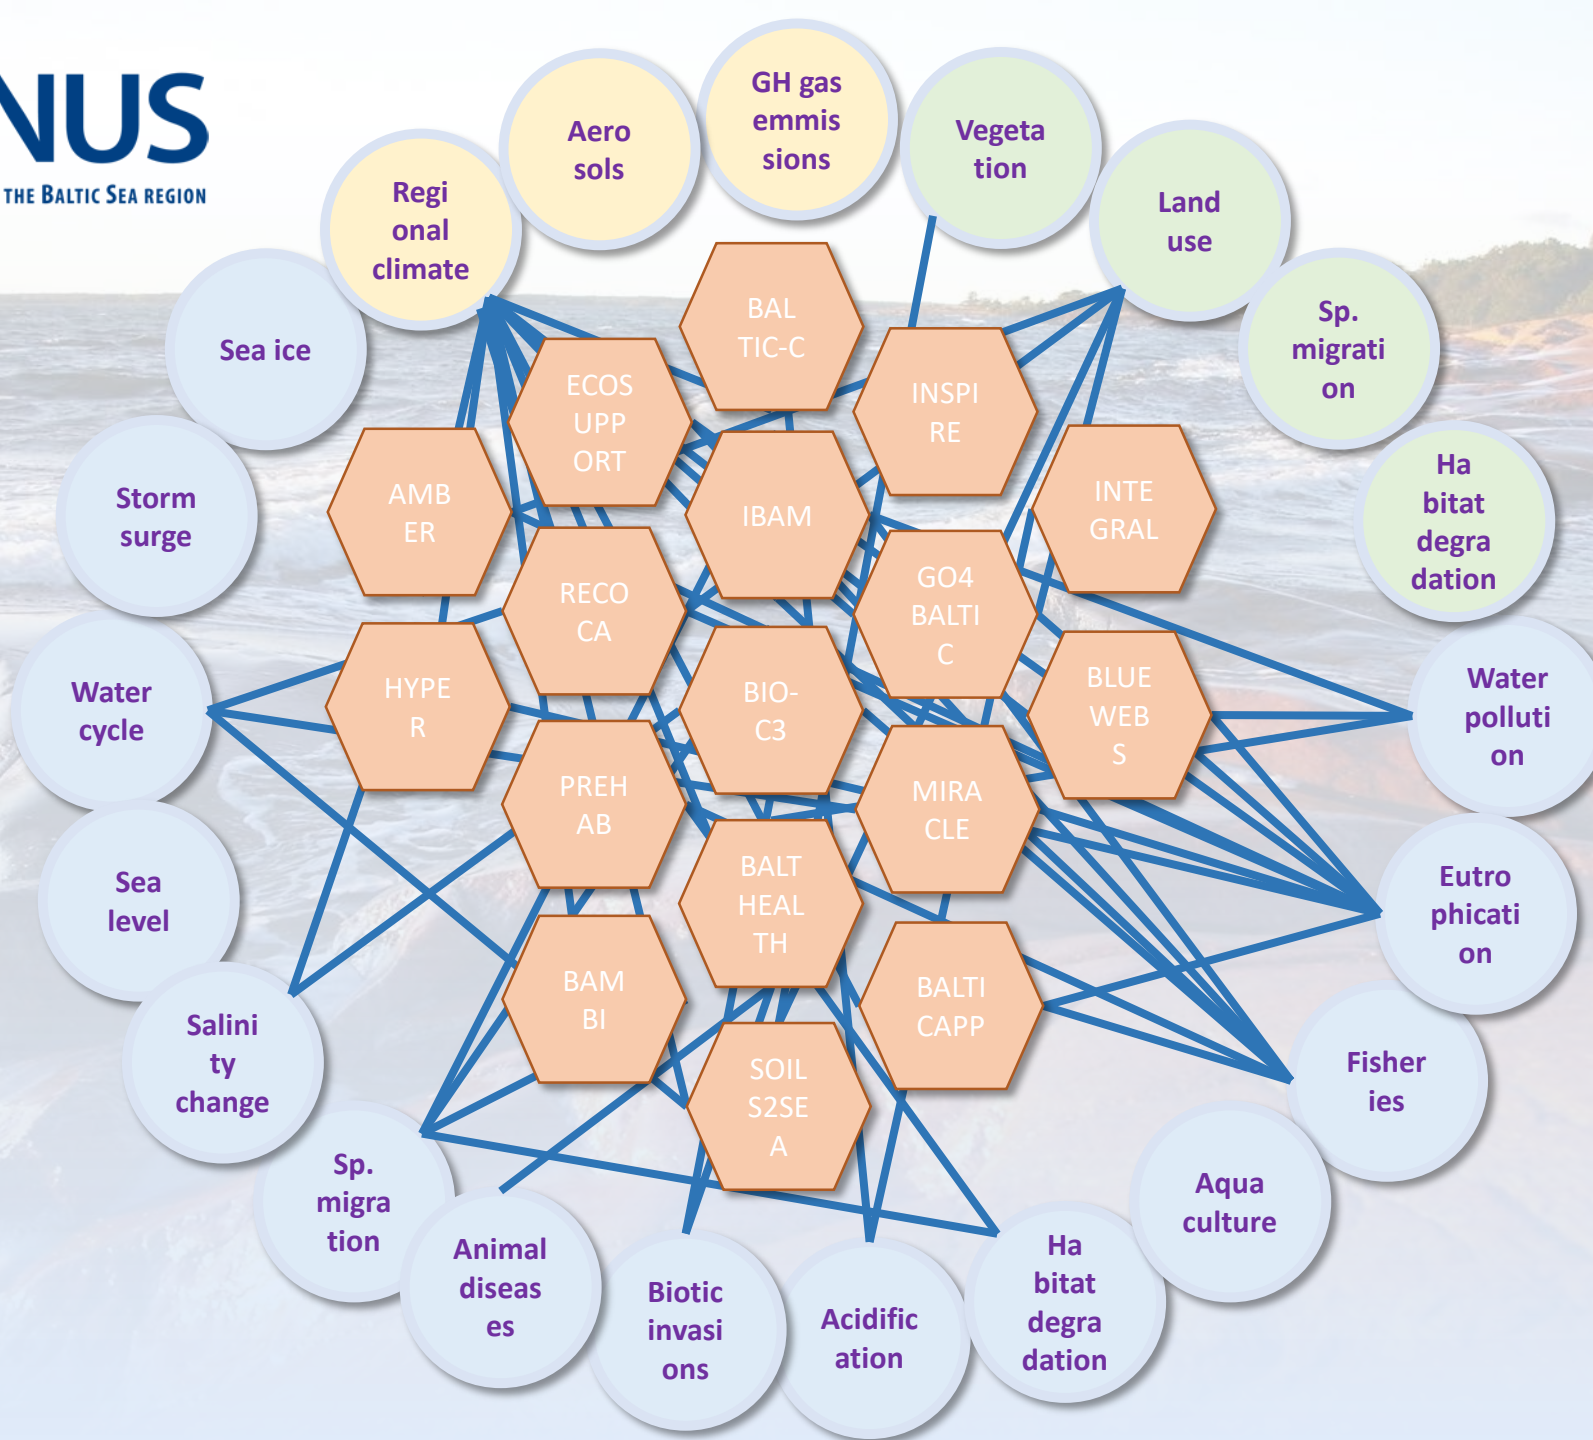 NUS
THE BALTIC SEA REGION
GH gas
emmis
sions
Aero
sols
Vegeta
tion
Regi
onal
climate
Land
use
Sea ice
Sp.
migrati
on
Storm
surge
Ha
bitat
degra
dation
Water
cycle
Water
polluti
on
Sea
level
Eutro
phicati
on
Salini
ty
change
Fisher
ies
Sp.
migra
tion
Aqua
culture
Animal
diseas
es
Biotic
invasi
ons
Acidific
ation
Ha
bitat
degra
dation
BAL
TIC-C
ECOS
UPP
ORT
INSPI
RE
AMB
ER
IBAM
INTE
GRAL
RECO
CA
GO4
BALTI
C
HYPE
R
BIO-
C3
BLUE
WEB
S
PREH
AB
MIRA
CLE
BALT
HEAL
TH
BAM
BI
BALTI
CAPP
SOIL
S2SE
A